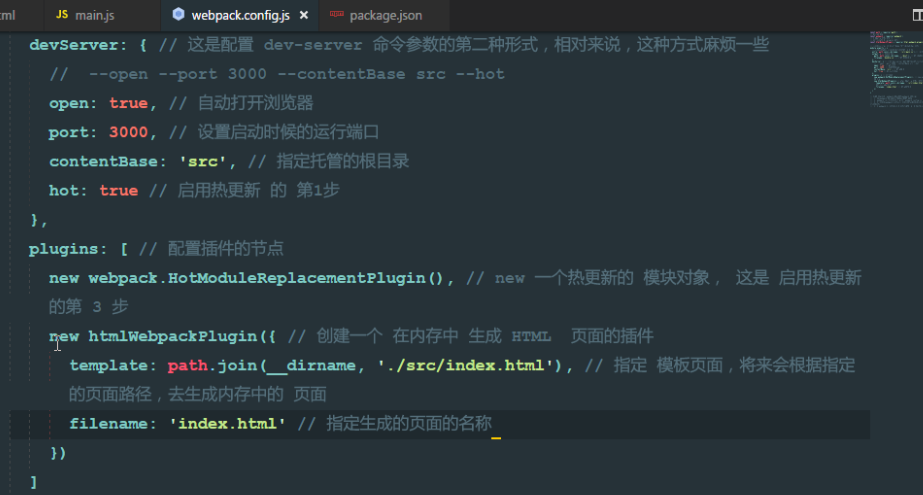 ml
JS main.js
webpack.config.js ×
npm package.json
devServer: { // 这是配置 dev-server 命令参数的第二种形式，相对来说，这种方式麻烦一些
//  --open --port 3000 --contentBase src --hot
open: true, // 自动打开浏览器
port: 3000, // 设置启动时候的运行端口
contentBase: 'src', // 指定托管的根目录
hot: true // 启用热更新 的 第1步
},
plugins: [ // 配置插件的节点
new webpack.HotModuleReplacementPlugin(), // new 一个热更新的 模块对象， 这是 启用热更新
的第 3 步
new htmlWebpackPlugin({ // 创建一个 在内存中 生成 HTML  页面的插件
template: path.join(__dirname, './src/index.html'), // 指定 模板页面，将来会根据指定
的页面路径，去生成内存中的 页面
filename: 'index.html' // 指定生成的页面的名称
})
]